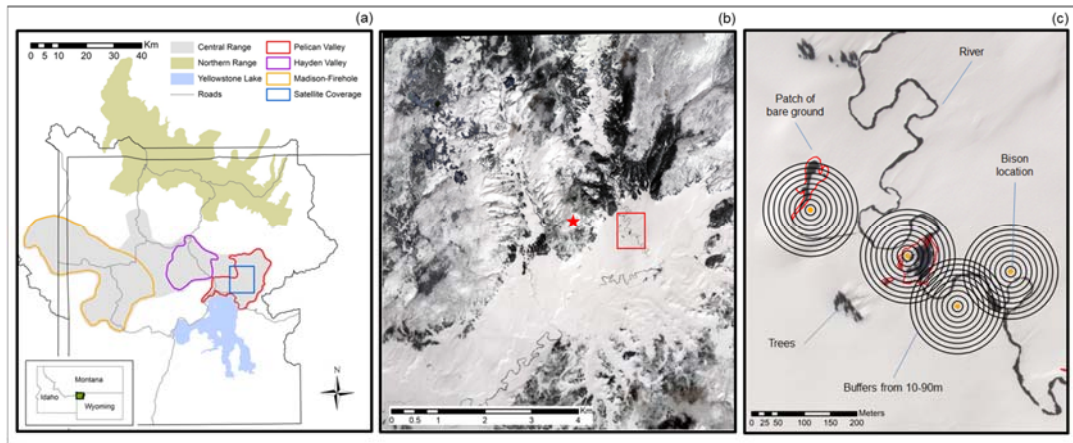 (a)
Km
0 5 10 20 30 40
Central Range
Northern Range
Yellowstone Lake
Roads
Pelican Valley
Hayden Valley
Madison-Firehole
Satellite Coverage
Montana
Idaho
Wyoming
N
(b)
Km
0 0.5 1 2 3 4
(c)
River
Patch of
bare ground
Bison
location
Trees
Buffers from 10-90m
Meters
0 25 50 100 150 200